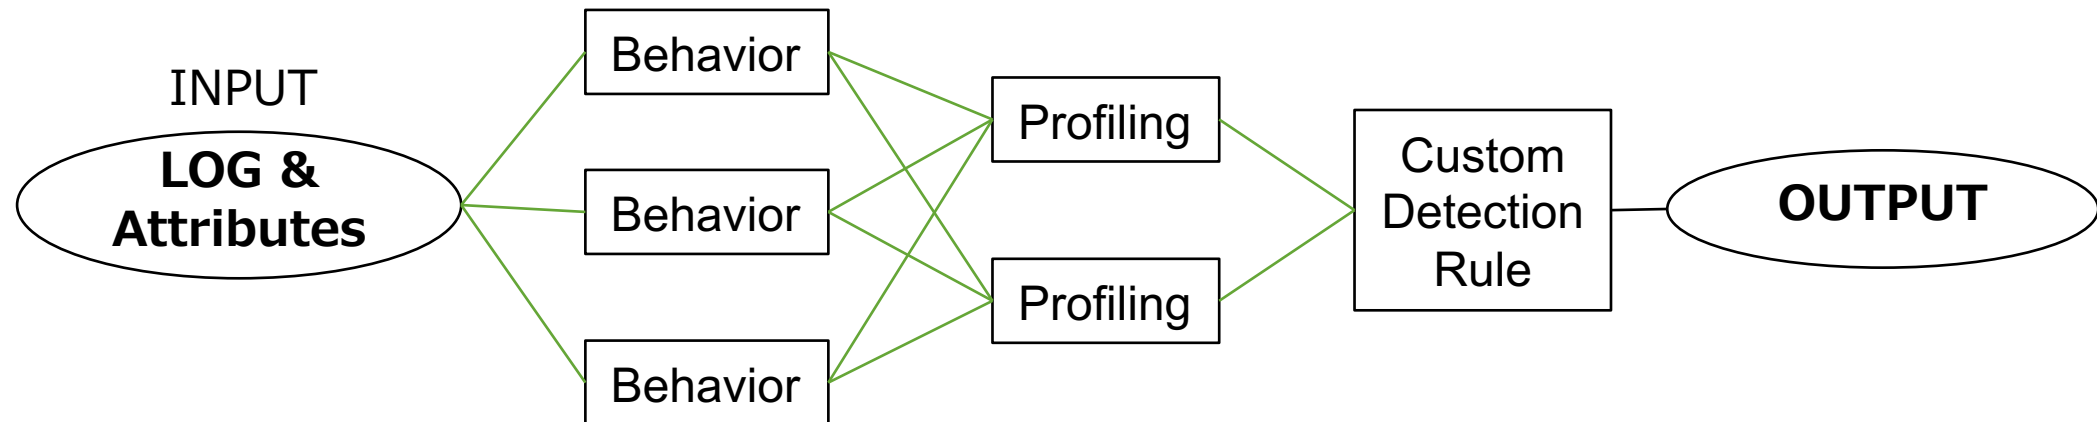 INPUT
LOG &
Attributes
Behavior
Behavior
Behavior
Profiling
Profiling
Custom
Detection
Rule
OUTPUT